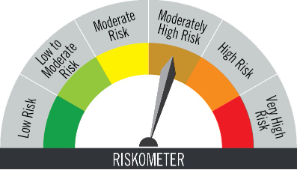 Low Risk
Low to
Moderate
Risk
Moderate
Risk
Moderately
High Risk
High Risk
Very High
Risk
RISKOMETER